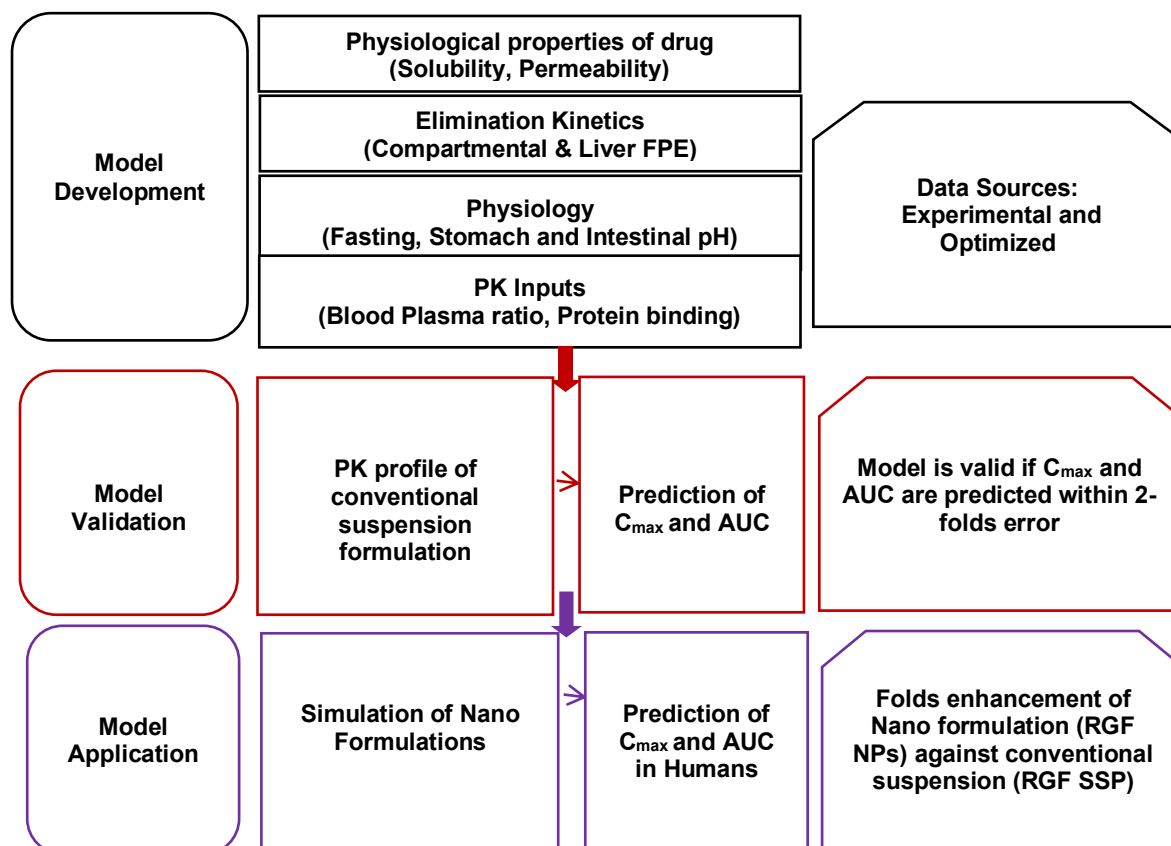 Model
Development
Physiological properties of drug
(Solubility, Permeability)
Elimination Kinetics
(Compartmental & Liver FPE)
Physiology
(Fasting, Stomach and Intestinal pH)
PK Inputs
(Blood Plasma ratio, Protein binding)
Data Sources:
Experimental and
Optimized
Model
Validation
PK profile of
conventional
suspension
formulation
Prediction of
Cmax and AUC
Model is valid if Cmax and
AUC are predicted within 2-
folds error
Model
Application
Simulation of Nano
Formulations
Prediction of
Cmax and AUC
in Humans
Folds enhancement of
Nano formulation (RGF
NPs) against conventional
suspension (RGF SSP)